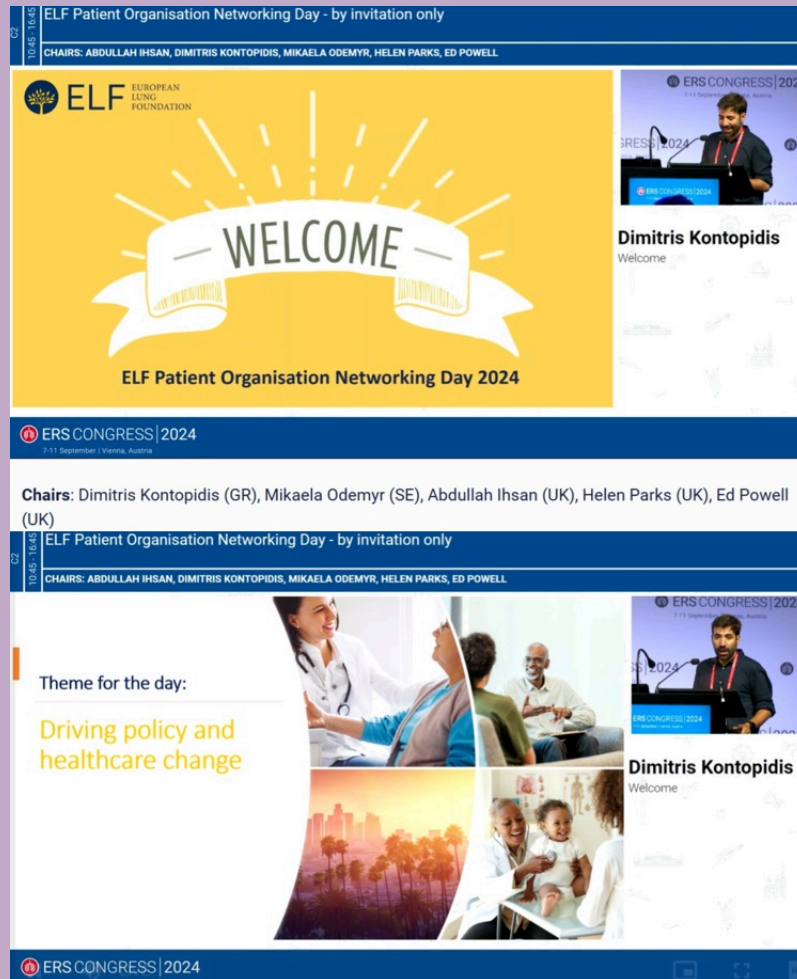 C2
10:45 - 16:45
ELF Patient Organisation Networking Day - by invitation only
CHAIRS: ABDULLAH IHSAN, DIMITRIS KONTOPIDIS, MIKAELA ODEMYR, HELEN PARKS, ED POWELL
ELF EUROPEAN
LUNG
FOUNDATION
WELCOME
ELF Patient Organisation Networking Day 2024
ERS CONGRESS 202
GRESS 2024
ERS CONGRESS 2024
Dimitris Kontopidis
Welcome
ERS CONGRESS 2024
7-11 September | Vienna, Austria
Chairs: Dimitris Kontopidis (GR), Mikaela Odemyr (SE), Abdullah Ihsan (UK), Helen Parks (UK), Ed Powell
(UK)
C2
10:45 - 16:45
ELF Patient Organisation Networking Day - by invitation only
CHAIRS: ABDULLAH IHSAN, DIMITRIS KONTOPIDIS, MIKAELA ODEMYR, HELEN PARKS, ED POWELL
Theme for the day:
Driving policy and
healthcare change
ERS CONGRESS 202
2024
ERS CONGRESS 2024
Dimitris Kontopidis
Welcome
ERS CONGRESS 2024